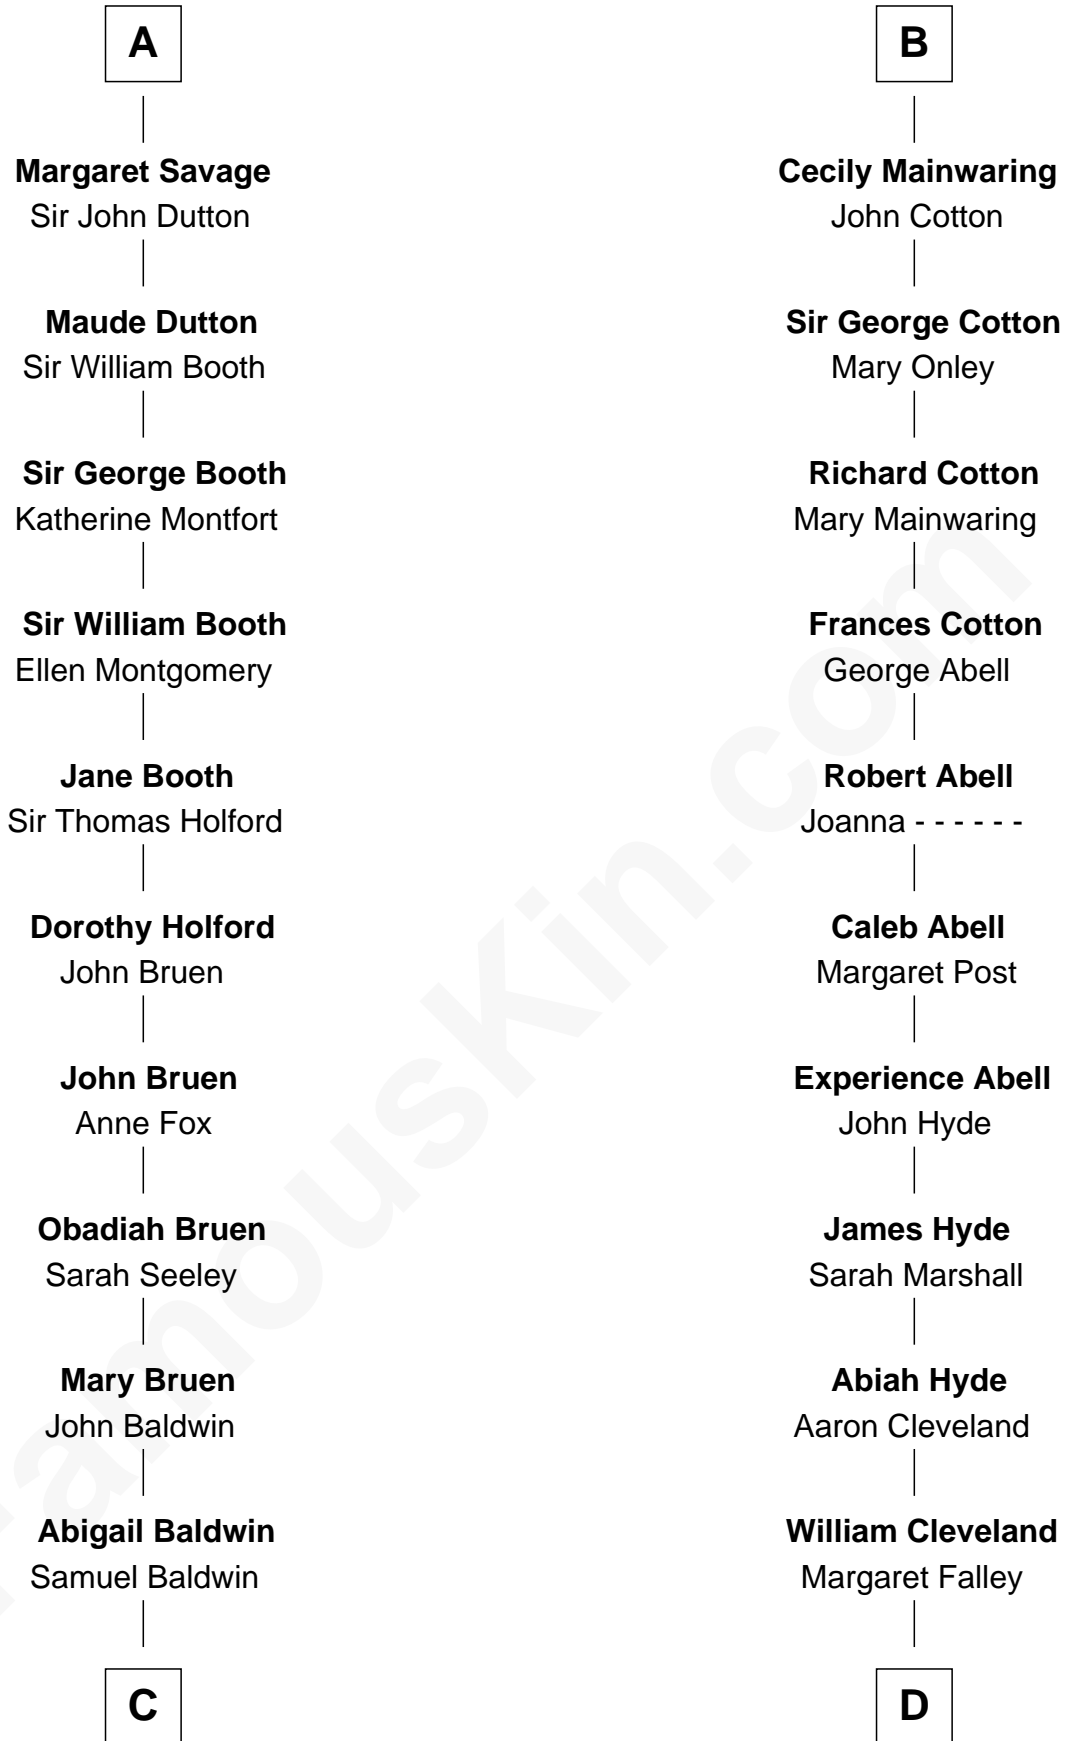 A
Margaret Savage
Sir John Dutton
Maude Dutton
Sir William Booth
Sir George Booth
Katherine Montfort
Sir William Booth
Ellen Montgomery
Jane Booth
Sir Thomas Holford
Dorothy Holford
John Bruen
John Bruen
Anne Fox
Obadiah Bruen
Sarah Seeley
Mary Bruen
John Baldwin
Abigail Baldwin
Samuel Baldwin
C
B
Cecily Mainwaring
John Cotton
Sir George Cotton
Mary Onley
Richard Cotton
Mary Mainwaring
Frances Cotton
George Abell
Robert Abell
Joanna - - - - - -
Caleb Abell
Margaret Post
Experience Abell
John Hyde
James Hyde
Sarah Marshall
Abiah Hyde
Aaron Cleveland
William Cleveland
Margaret Falley
D
FamousKin.com